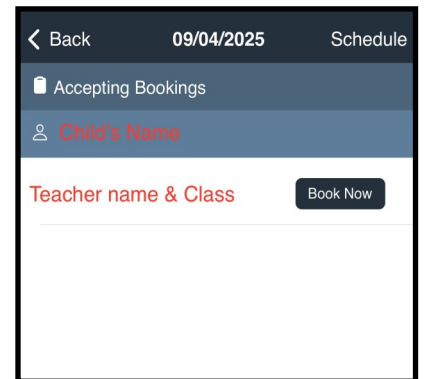 Back 09/04/2025 Schedule
Accepting Bookings
Child's Name
Teacher name & Class Book Now